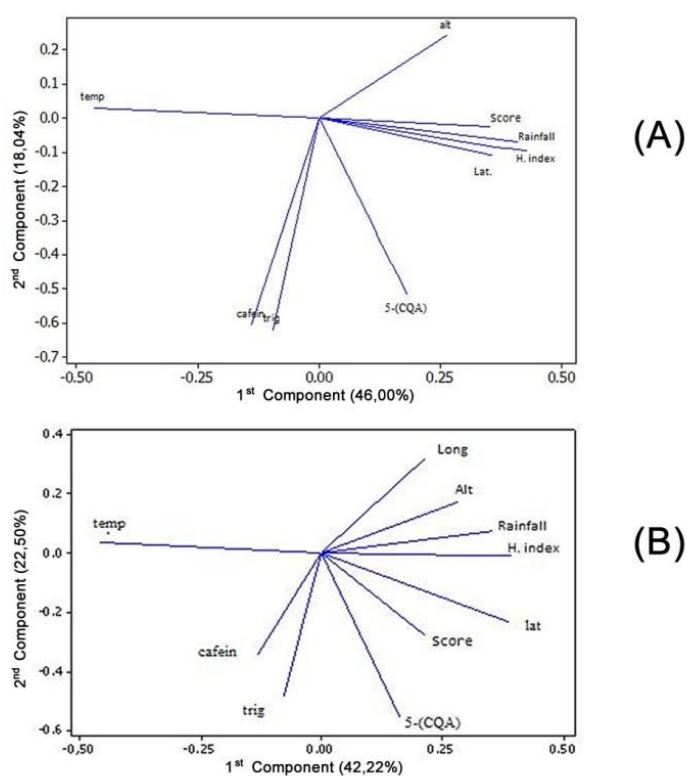 alt
0.2
0.1
temp
0.0
Score
Rainfall
(A)
-0.1
H. index
Lat.
-0.2
-0.3
-0.4
-0.5
cafein
trig
5-(CQA)
-0.6
-0.7
2nd Component (18,04%)
-0.50
-0.25
0.00
0.25
0.50
1st Component (46,00%)
0.4
Long
0.2
Alt
temp
Rainfall
0.0
H. index
(B)
-0.2
lat
Score
cafein
-0.4
trig
5-(CQA)
-0.6
2nd Component (22,50%)
-0,50
-0.25
0.00
0.25
0.50
1st Component (42,22%)